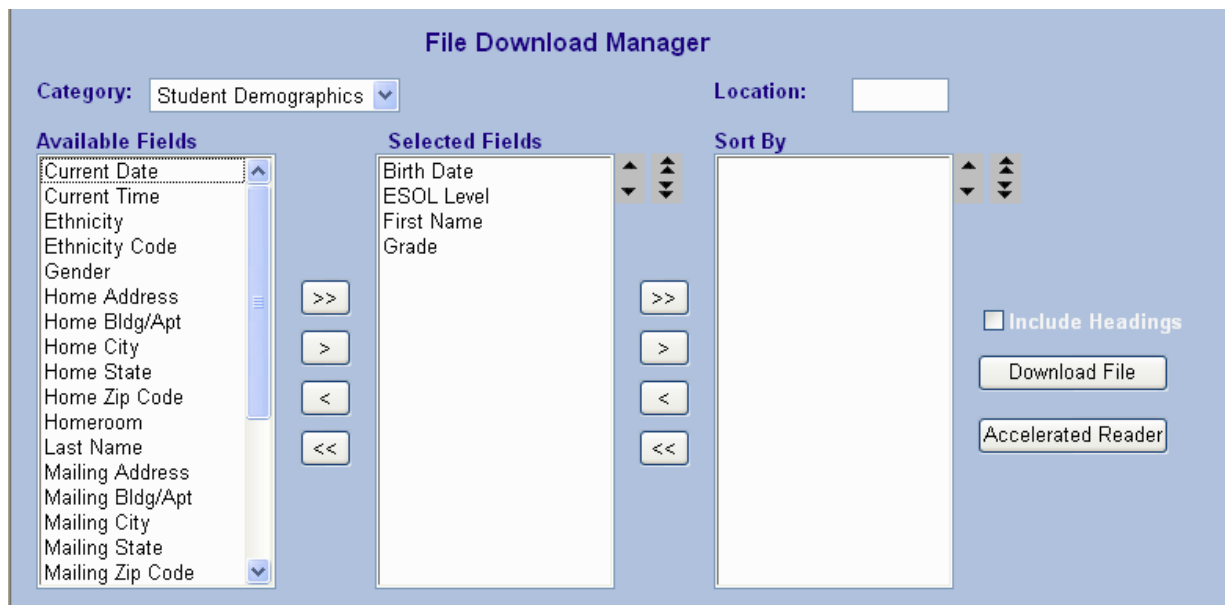 File Download Manager
Category: Student Demographics Location:
Available Fields
Current Date
Current Time
Ethnicity
Ethnicity Code
Gender
Home Address
Home Bldg/Apt
Home City
Home State
Home Zip Code
Homeroom
Last Name
Mailing Address
Mailing Bldg/Apt
Mailing City
Mailing State
Mailing Zip Code
>>
>
<
<<
Selected Fields
Birth Date
ESOL Level
First Name
Grade
>>
>
<
<<
Sort By
Include Headings
Download File
Accelerated Reader